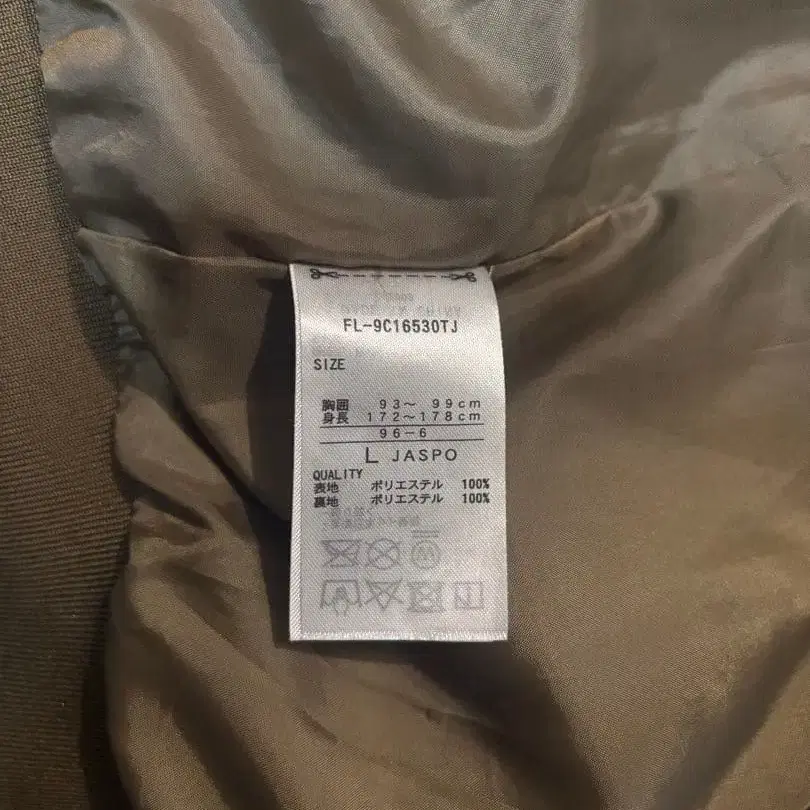 FL-9C16530TJ
SIZE
胸囲 93〜 99cm
身長 172〜178cm
96-6
L JASPO
QUALITY
表地 ポリエステル 100%
裏地 ポリエステル 100%